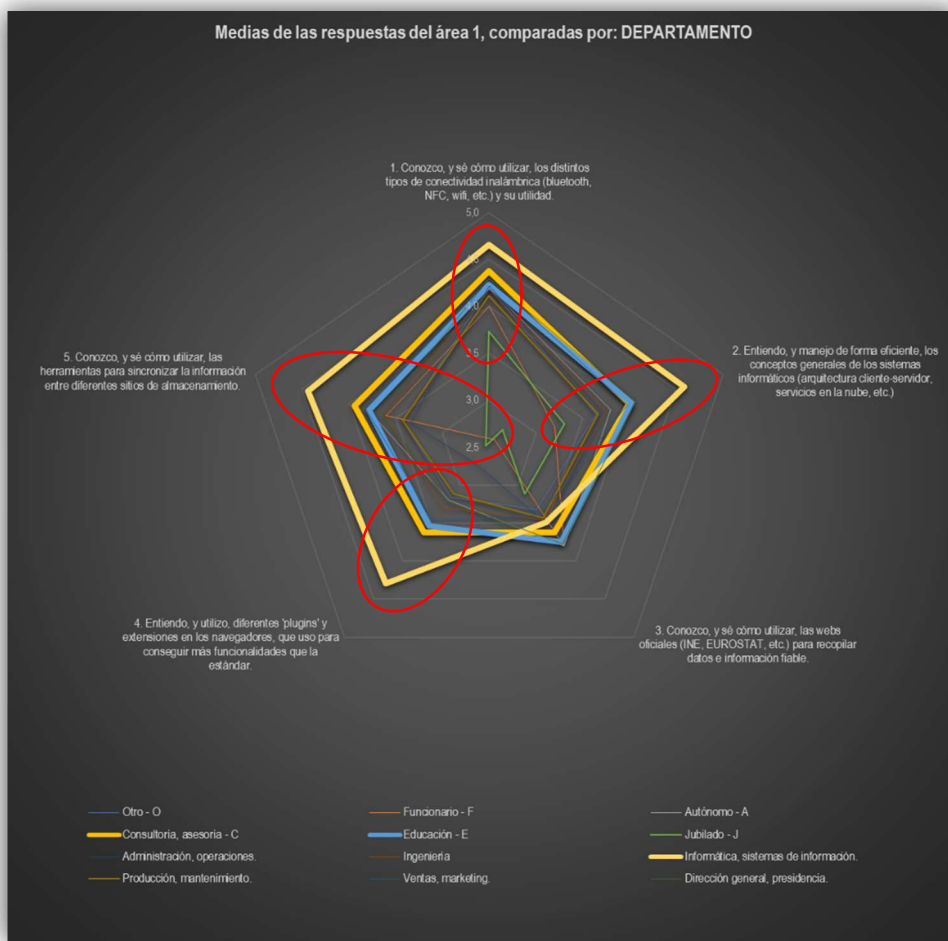 Medias de las respuestas del área 1, comparadas por: DEPARTAMENTO
1. Conozco, y sé cómo utilizar, los distintos
tipos de conectividad inalámbrica (bluetooth,
NFC, wifi, etc.) y su utilidad.
5,0
4,0
3,5
3,0
2,5
2. Entiendo, y manejo de forma eficiente, los
conceptos generales de los sistemas
informáticos (arquitectura cliente-servidor,
servicios en la nube, etc.)
5. Conozco, y sé cómo utilizar, las
herramientas para sincronizar la información
entre diferentes sitios de almacenamiento.
4. Entiendo, y utilizo, diferentes 'plugins' y
extensiones en los navegadores, que uso para
conseguir más funcionalidades que la
estándar.
3. Conozco, y sé cómo utilizar, las webs
oficiales (INE, EUROSTAT, etc.) para recopilar
datos e información fiable.
Otro - O
Funcionario - F
Autónomo - A
Consultoría, asesoría - C
Educación - E
Jubilado - J
Administración, operaciones.
Ingeniería
Informática, sistemas de información.
Producción, mantenimiento.
Ventas, marketing.
Dirección general, presidencia.